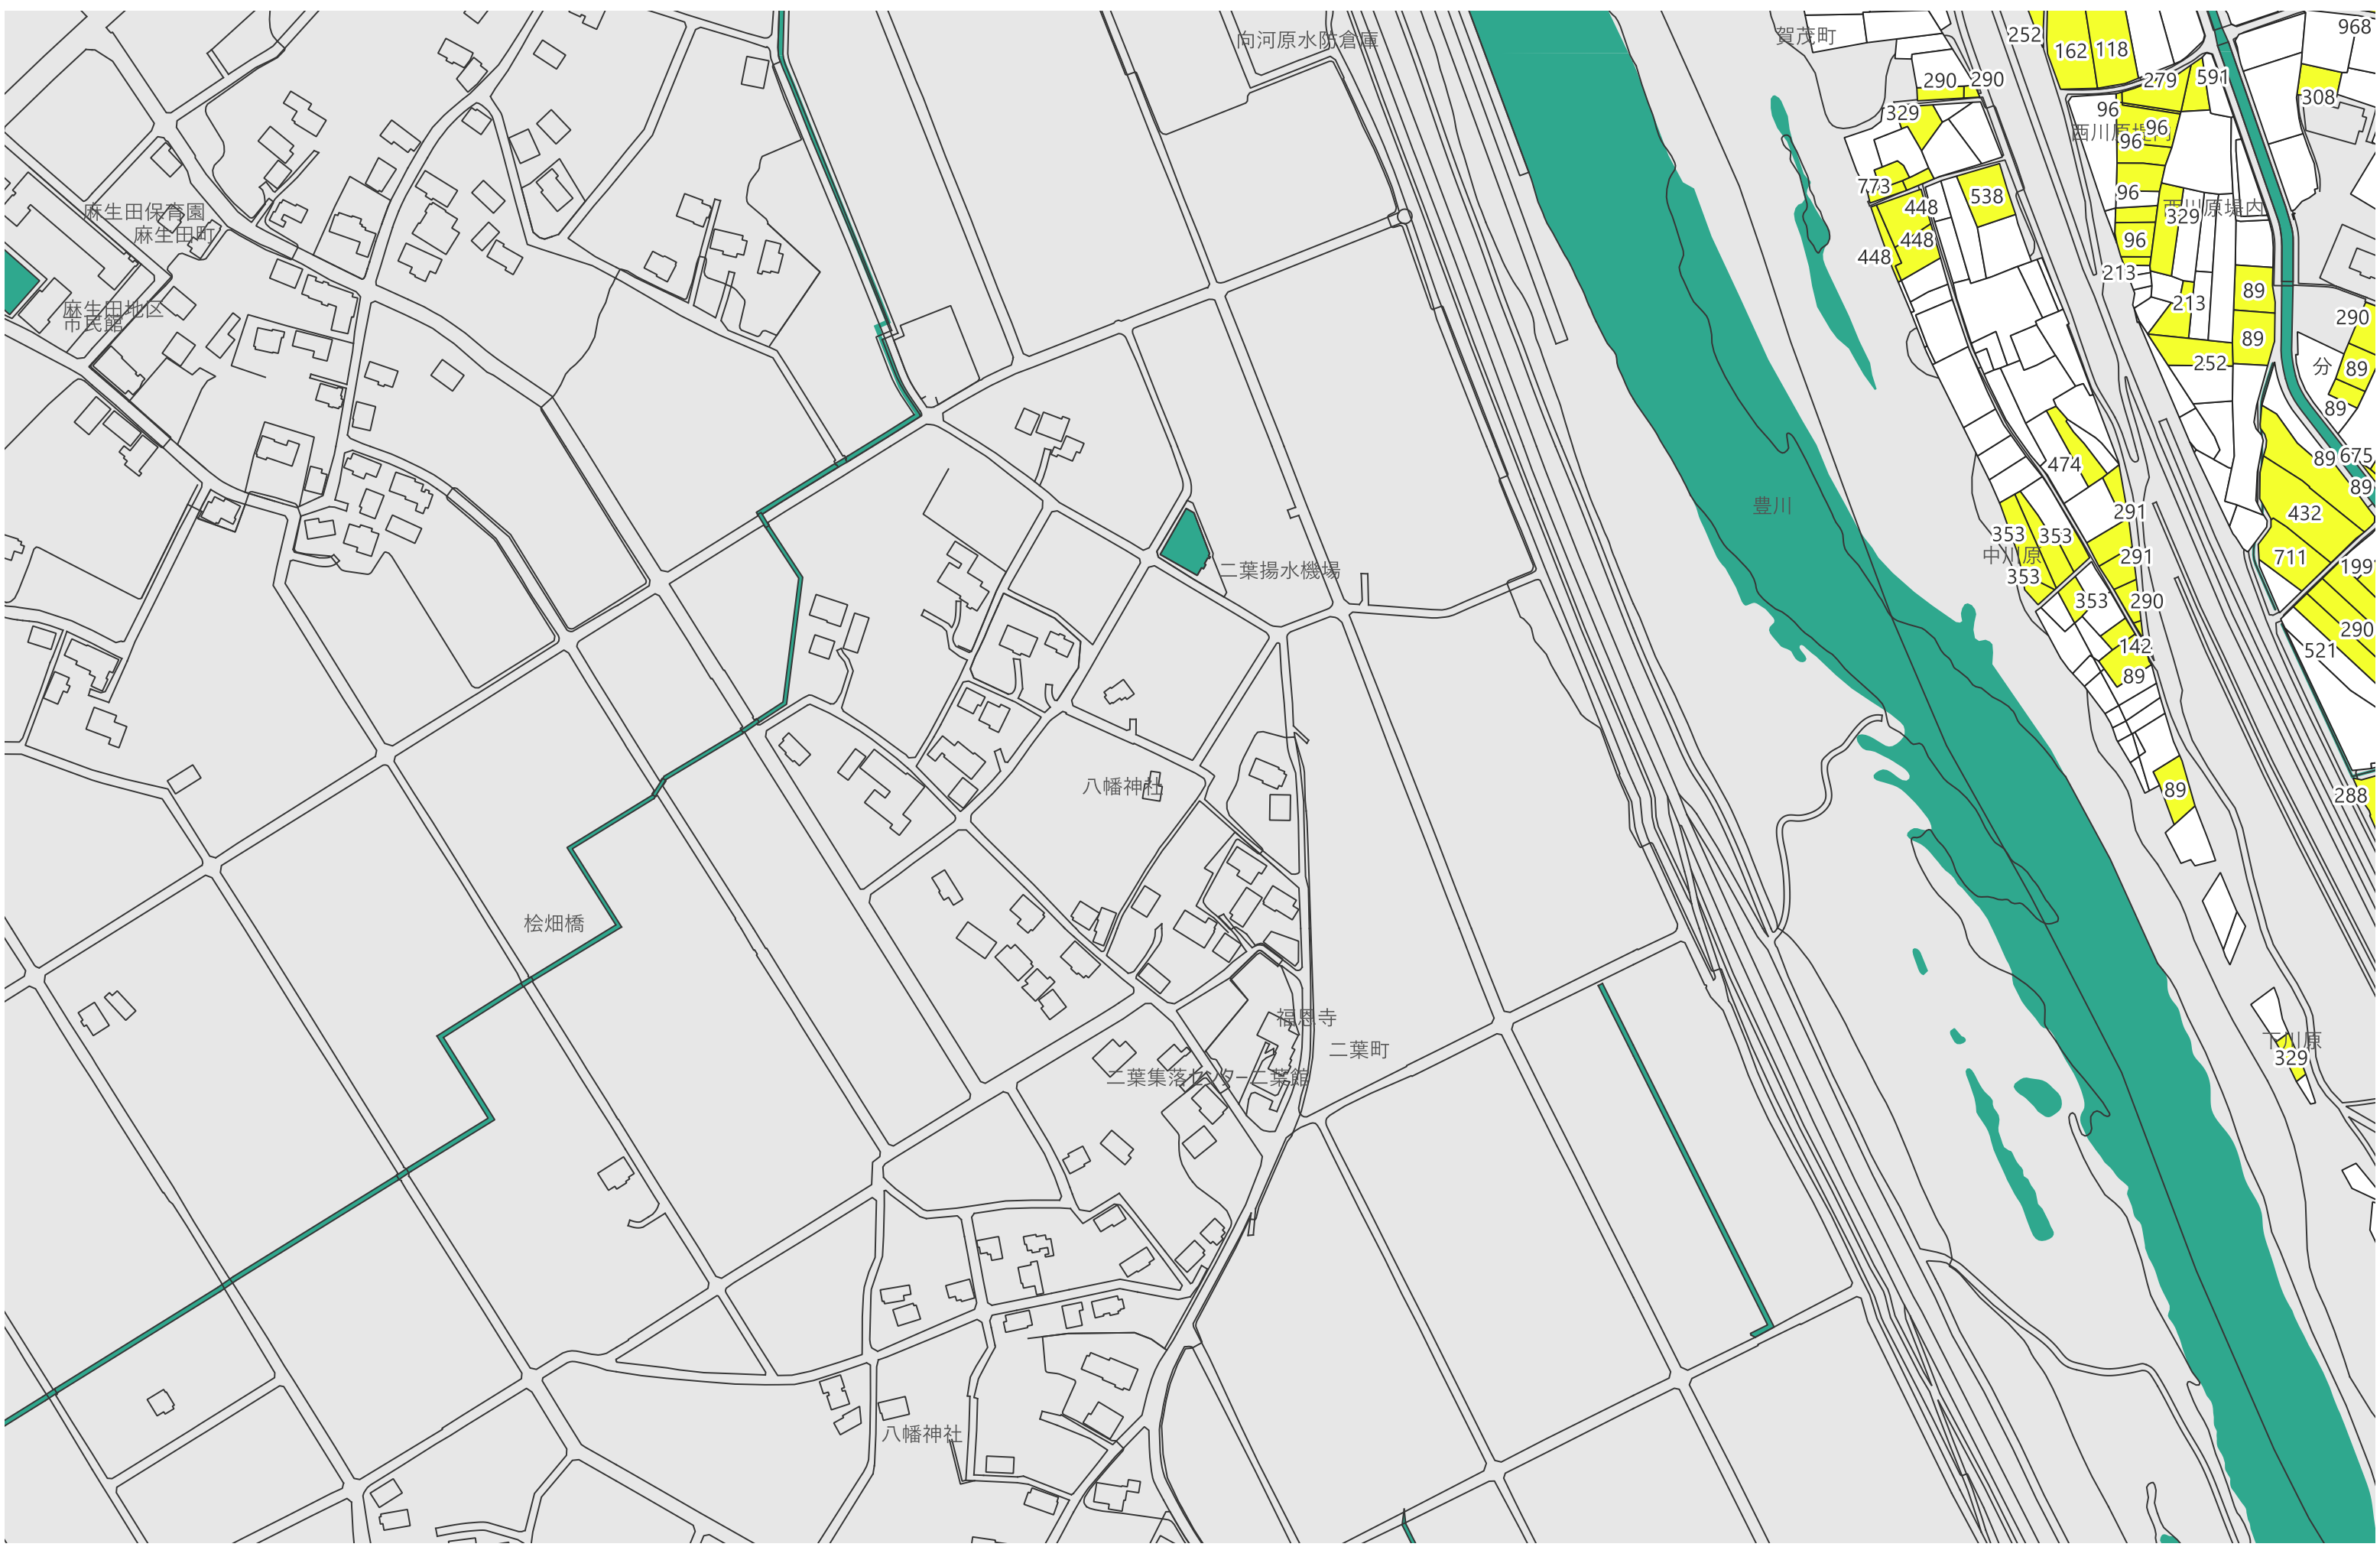 向河原水防倉庫
賀茂町
252
162
118
968
290
290
279
591
308
329
96
96
96
西川原堤内
773
538
448
96
西川原堤内
329
麻生田保育園
麻生田町
448
96
448
213
89
213
290
麻生田地区
市民館
89
252
分
89
89
474
89
675
89
豊川
291
432
353
353
中川原
291
711
199
二葉揚水機場
353
353
290
290
142
521
89
八幡神社
89
288
桧畑橋
福恩寺
二葉町
下川原
329
二葉集落センター二葉館
八幡神社